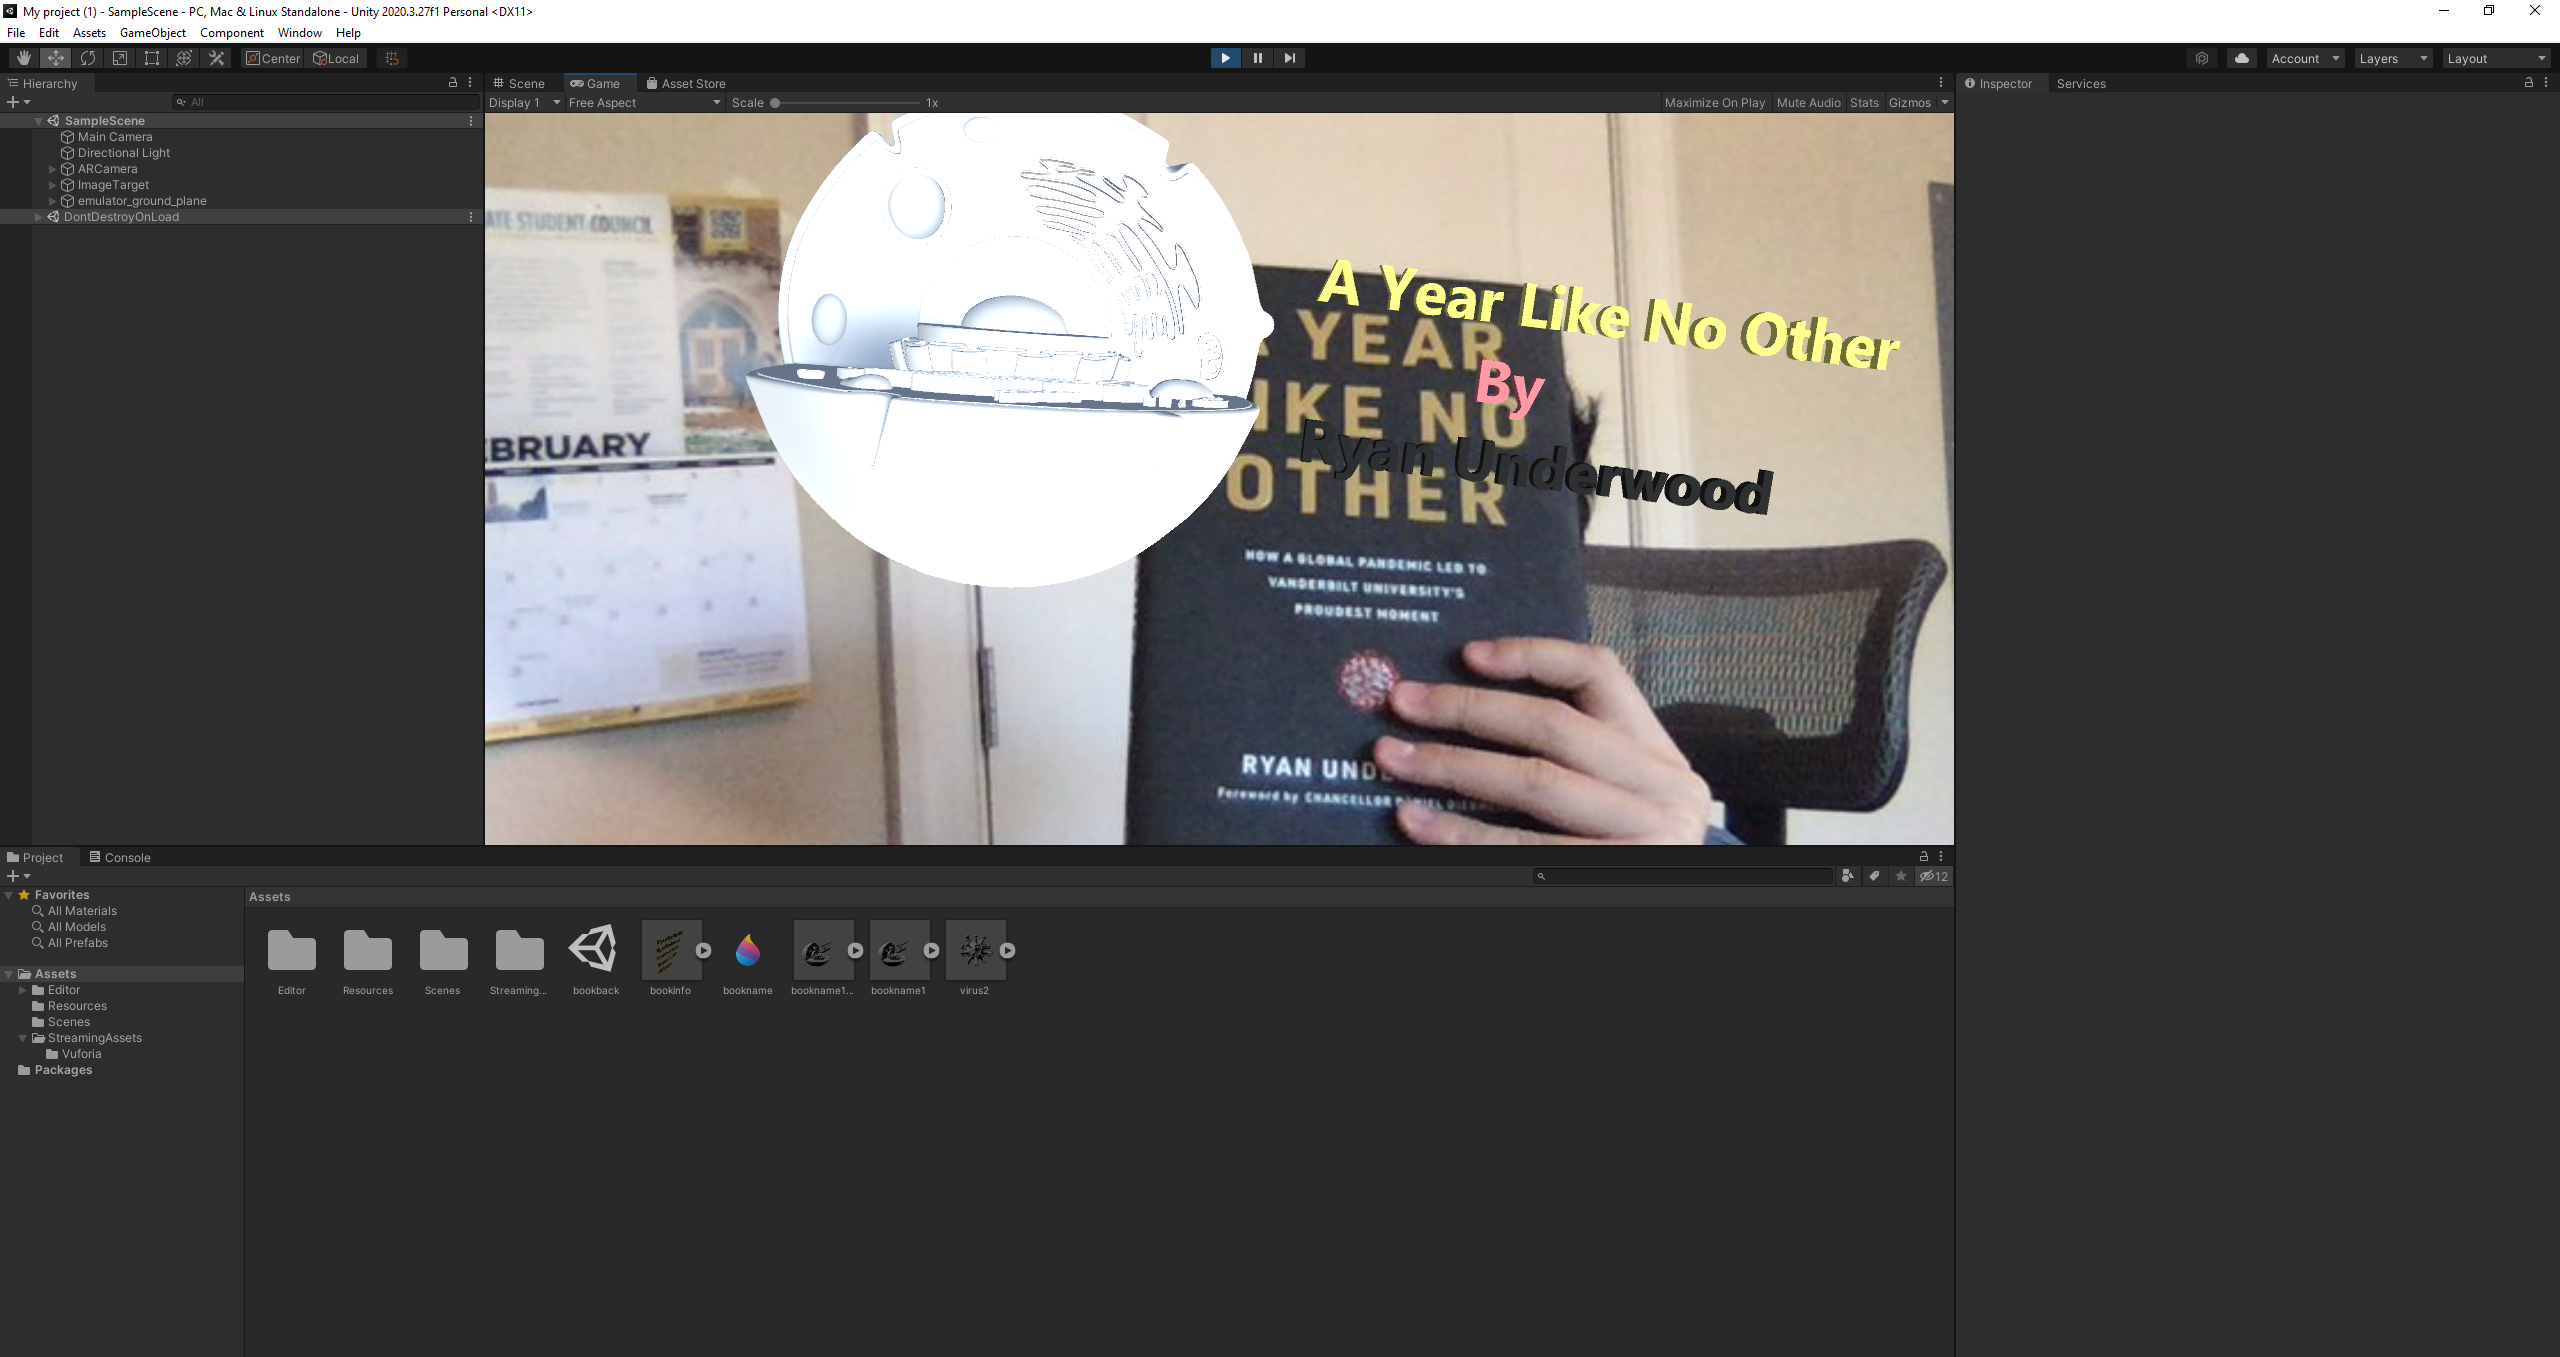 My project (1) - SampleScene - PC, Mac & Linux Standalone - Unity 2020.3.27f1 Personal <DX11>
File Edit Assets GameObject Component Window Help
Center Local
Account Layers Layout
Hierarchy
All
SampleScene
Main Camera
Directional Light
ARCamera
ImageTarget
emulator_ground_plane
DontDestroyOnLoad
Scene Game Asset Store
Display 1 Free Aspect Scale 1x Maximize On Play Mute Audio Stats Gizmos
ATE STUDENT COUNCIL
EBRUARY
A Year Like No Other
By
Ryan Underwood
YEAR
IKE NO
OTHER
HOW A GLOBAL PANDEMIC LED TO
VANDERBILT UNIVERSITY'S
PROUDEST MOMENT
RYAN UNDE
Foreword by CHANCELLOR DANIEL
Inspector Services
Project Console
12
Favorites
All Materials
All Models
All Prefabs
Assets
Editor
Resources
Scenes
StreamingAssets
Vuforia
Packages
Assets
Editor Resources Scenes Streaming... bookback bookinfo bookname bookname1... bookname1 virus2